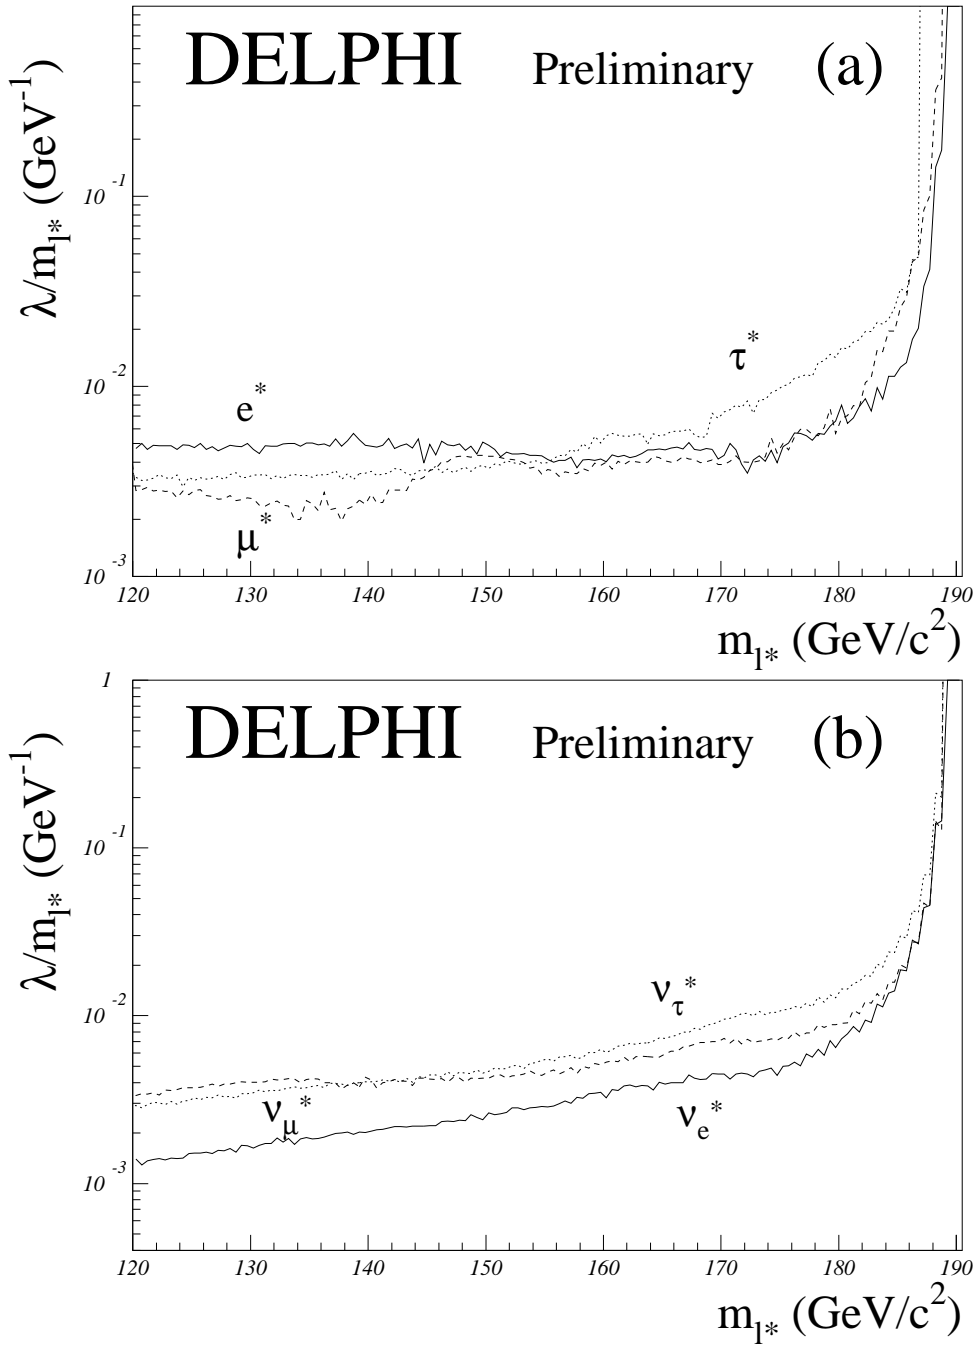 DELPHI Preliminary (a)
λ/m_l* (GeV^-1)
10^-1
10^-2
10^-3
τ*
e*
μ*
120 130 140 150 160 170 180 190
m_l* (GeV/c^2)
DELPHI Preliminary (b)
λ/m_l* (GeV^-1)
1
10^-1
10^-2
10^-3
ν_τ*
ν_μ*
ν_e*
120 130 140 150 160 170 180 190
m_l* (GeV/c^2)